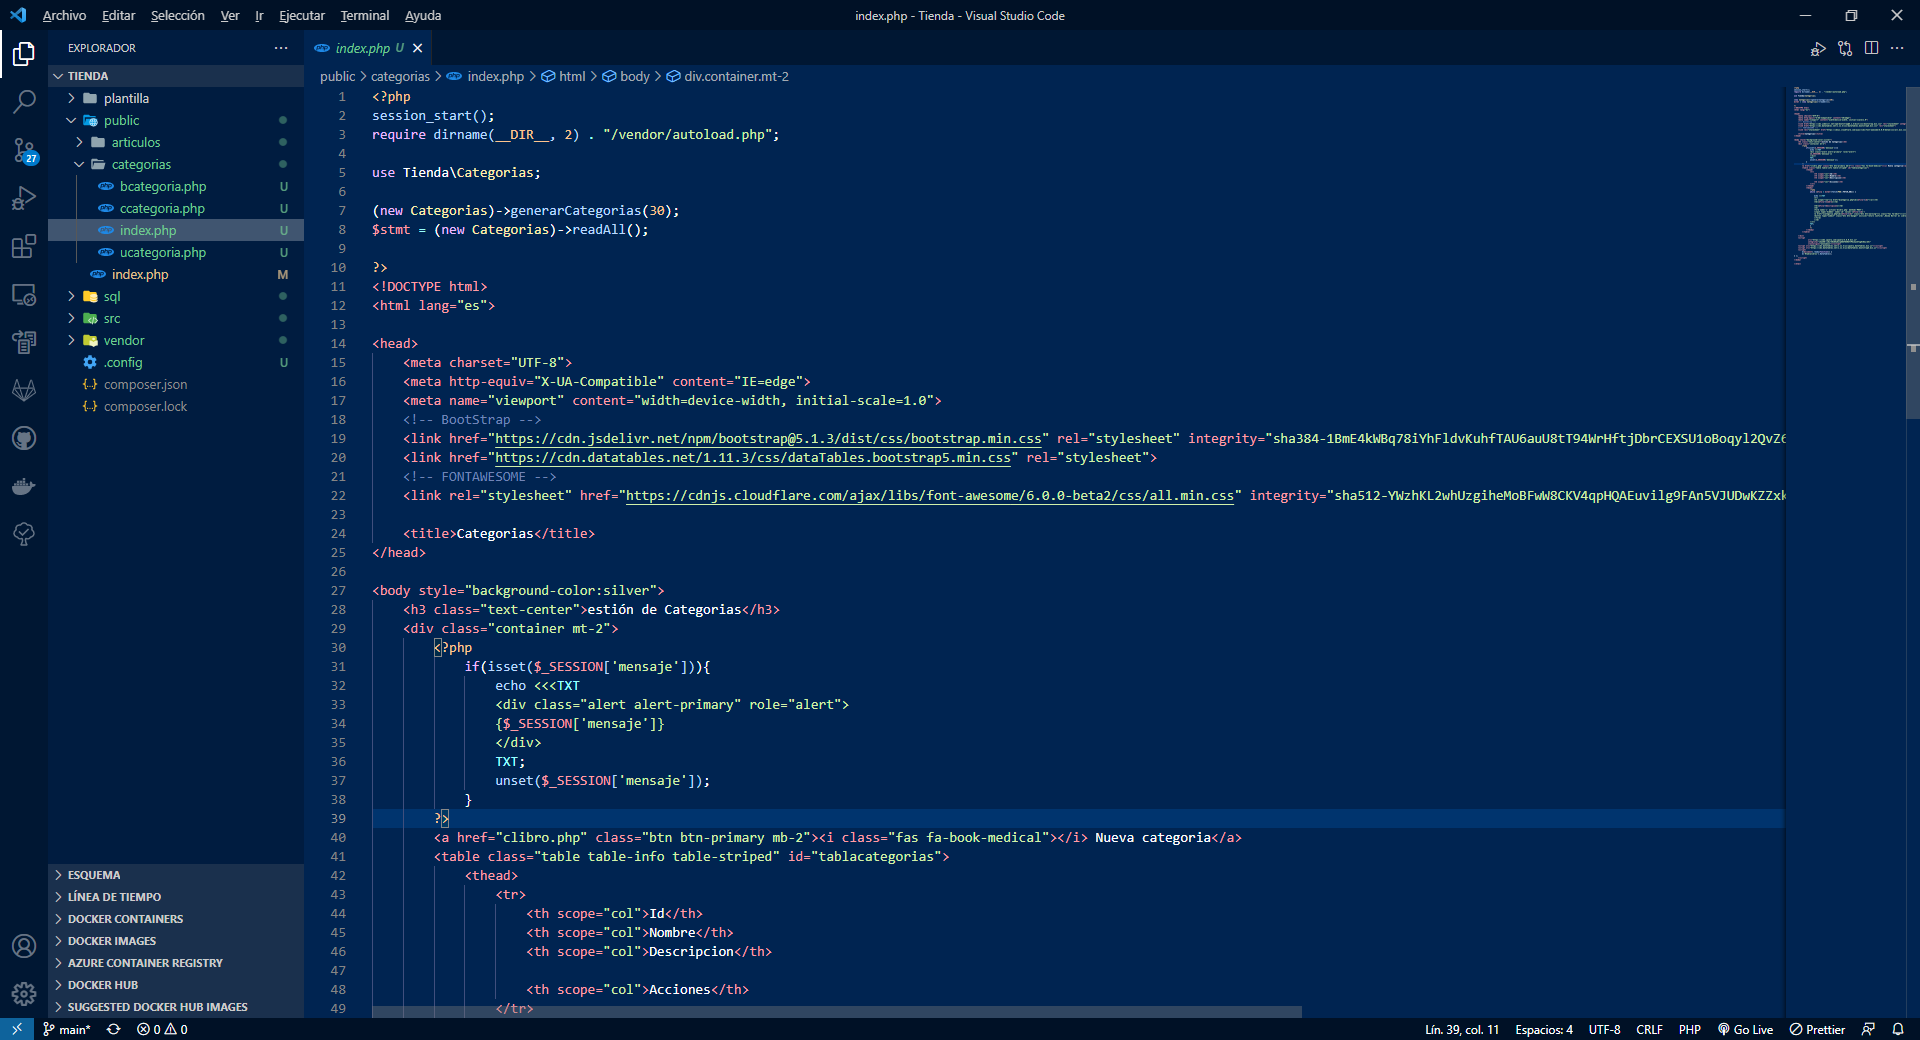 Archivo Editar Selección Ver Ir Ejecutar Terminal Ayuda
index.php - Tienda - Visual Studio Code
EXPLORADOR
TIENDA
plantilla
public
articulos
categorias
bcategoria.php U
ccategoria.php U
index.php U
ucategoria.php U
index.php M
sql
src
vendor
.config U
composer.json
composer.lock
ESQUEMA
LÍNEA DE TIEMPO
DOCKER CONTAINERS
DOCKER IMAGES
AZURE CONTAINER REGISTRY
DOCKER HUB
SUGGESTED DOCKER HUB IMAGES
27
index.php U
public > categorias > index.php > html > body > div.container.mt-2
1 <?php
2 session_start();
3 require dirname(__DIR__, 2) . "/vendor/autoload.php";
4
5 use Tienda\Categorias;
6
7 (new Categorias)->generarCategorias(30);
8 $stmt = (new Categorias)->readAll();
9
10 ?>
11 <!DOCTYPE html>
12 <html lang="es">
13
14 <head>
15 <meta charset="UTF-8">
16 <meta http-equiv="X-UA-Compatible" content="IE=edge">
17 <meta name="viewport" content="width=device-width, initial-scale=1.0">
18 <!-- BootStrap -->
19 <link href="https://cdn.jsdelivr.net/npm/bootstrap@5.1.3/dist/css/bootstrap.min.css" rel="stylesheet" integrity="sha384-1BmE4kWBq78iYhFldvKuhfTAU6auU8tT94WrHftjDbrCEXSU1oBoqyl2QvZ6
20 <link href="https://cdn.datatables.net/1.11.3/css/dataTables.bootstrap5.min.css" rel="stylesheet">
21 <!-- FONTAWESOME -->
22 <link rel="stylesheet" href="https://cdnjs.cloudflare.com/ajax/libs/font-awesome/6.0.0-beta2/css/all.min.css" integrity="sha512-YWzhKL2whUzgiheMoBFwW8CKV4qpHQAEuvilg9FAn5VJUDwKZZxk
23
24 <title>Categorias</title>
25 </head>
26
27 <body style="background-color:silver">
28 <h3 class="text-center">estión de Categorias</h3>
29 <div class="container mt-2">
30 <?php
31 if(isset($_SESSION['mensaje'])){
32 echo <<<TXT
33 <div class="alert alert-primary" role="alert">
34 {$_SESSION['mensaje']}
35 </div>
36 TXT;
37 unset($_SESSION['mensaje']);
38 }
39 ?>
40 <a href="clibro.php" class="btn btn-primary mb-2"><i class="fas fa-book-medical"></i> Nueva categoria</a>
41 <table class="table table-info table-striped" id="tablacategorias">
42 <thead>
43 <tr>
44 <th scope="col">Id</th>
45 <th scope="col">Nombre</th>
46 <th scope="col">Descripcion</th>
47
48 <th scope="col">Acciones</th>
49 </tr>
main* 0 0
Lín. 39, col. 11 Espacios: 4 UTF-8 CRLF PHP Go Live Prettier